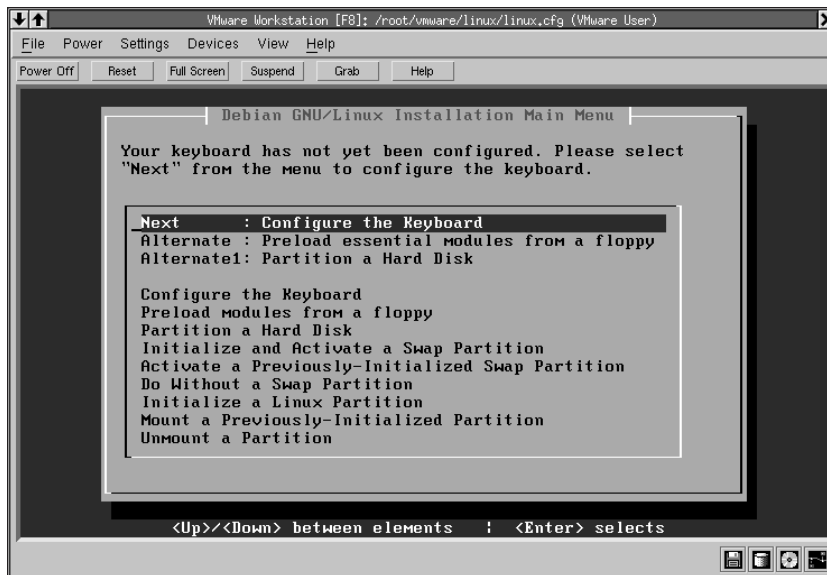 VMware Workstation [F8]: /root/vmware/linux/linux.cfg (VMware User)
File Power Settings Devices View Help
Power Off Reset Full Screen Suspend Grab Help
Debian GNU/Linux Installation Main Menu
Your keyboard has not yet been configured. Please select
"Next" from the menu to configure the keyboard.
Next : Configure the Keyboard
Alternate : Preload essential modules from a floppy
Alternate1: Partition a Hard Disk
Configure the Keyboard
Preload modules from a floppy
Partition a Hard Disk
Initialize and Activate a Swap Partition
Activate a Previously-Initialized Swap Partition
Do Without a Swap Partition
Initialize a Linux Partition
Mount a Previously-Initialized Partition
Unmount a Partition
<Up>/<Down> between elements ¦ <Enter> selects